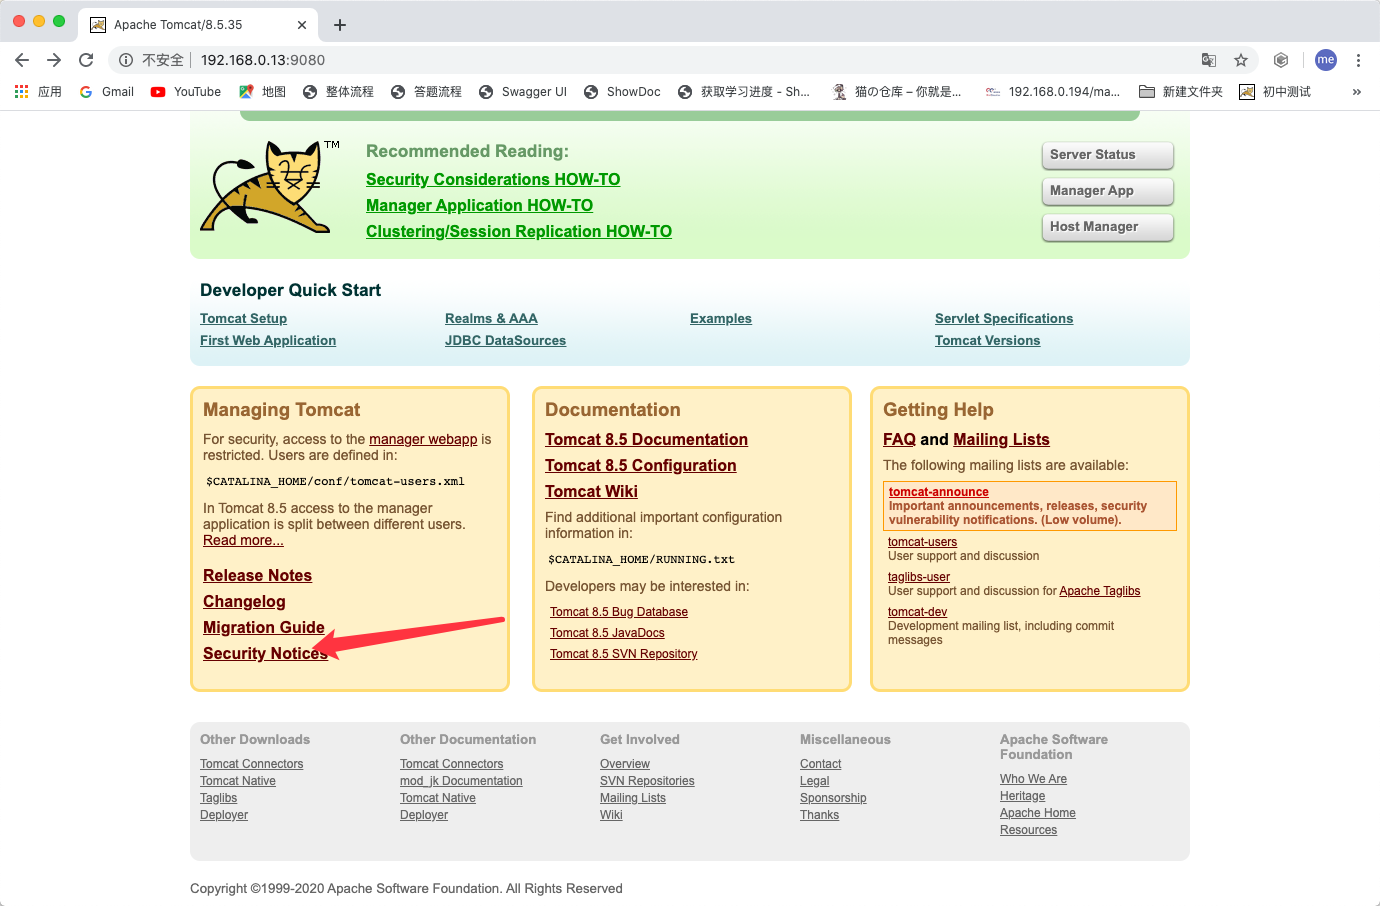 Apache Tomcat/8.5.35
不安全 192.168.0.13:9080
me
应用 Gmail YouTube 地图 整体流程 答题流程 Swagger UI ShowDoc 获取学习进度 - Sh... 猫の仓库 – 你就是... 192.168.0.194/ma... 新建文件夹 初中测试 »
TM
Recommended Reading:
Security Considerations HOW-TO
Manager Application HOW-TO
Clustering/Session Replication HOW-TO
Server Status
Manager App
Host Manager
Developer Quick Start
Tomcat Setup
First Web Application
Realms & AAA
JDBC DataSources
Examples
Servlet Specifications
Tomcat Versions
Managing Tomcat
For security, access to the manager webapp is
restricted. Users are defined in:
$CATALINA_HOME/conf/tomcat-users.xml
In Tomcat 8.5 access to the manager
application is split between different users.
Read more...
Release Notes
Changelog
Migration Guide
Security Notices
Documentation
Tomcat 8.5 Documentation
Tomcat 8.5 Configuration
Tomcat Wiki
Find additional important configuration
information in:
$CATALINA_HOME/RUNNING.txt
Developers may be interested in:
Tomcat 8.5 Bug Database
Tomcat 8.5 JavaDocs
Tomcat 8.5 SVN Repository
Getting Help
FAQ and Mailing Lists
The following mailing lists are available:
tomcat-announce
Important announcements, releases, security
vulnerability notifications. (Low volume).
tomcat-users
User support and discussion
taglibs-user
User support and discussion for Apache Taglibs
tomcat-dev
Development mailing list, including commit
messages
Other Downloads
Tomcat Connectors
Tomcat Native
Taglibs
Deployer
Other Documentation
Tomcat Connectors
mod_jk Documentation
Tomcat Native
Deployer
Get Involved
Overview
SVN Repositories
Mailing Lists
Wiki
Miscellaneous
Contact
Legal
Sponsorship
Thanks
Apache Software
Foundation
Who We Are
Heritage
Apache Home
Resources
Copyright ©1999-2020 Apache Software Foundation. All Rights Reserved